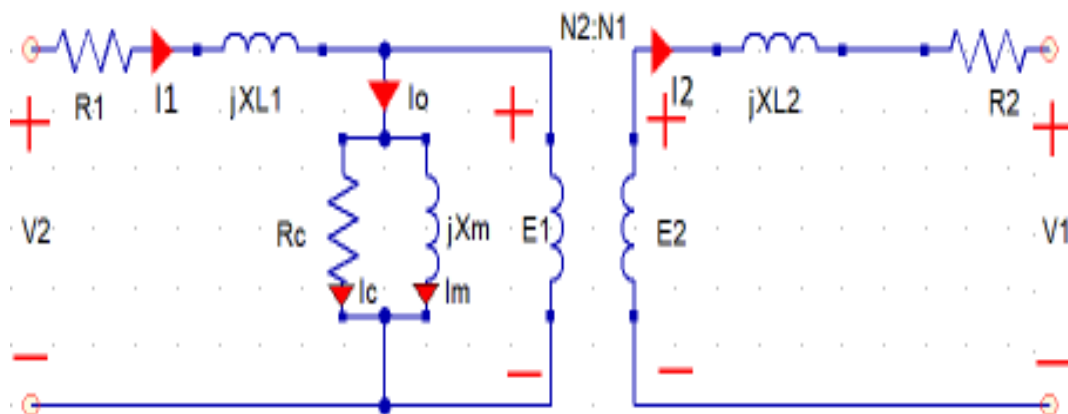 N2:N1
R1
I1
jXL1
Io
I2
jXL2
R2
+
+
+
+
V2
Rc
jXm
E1
E2
V1
Ic
Im
−
−
−
−